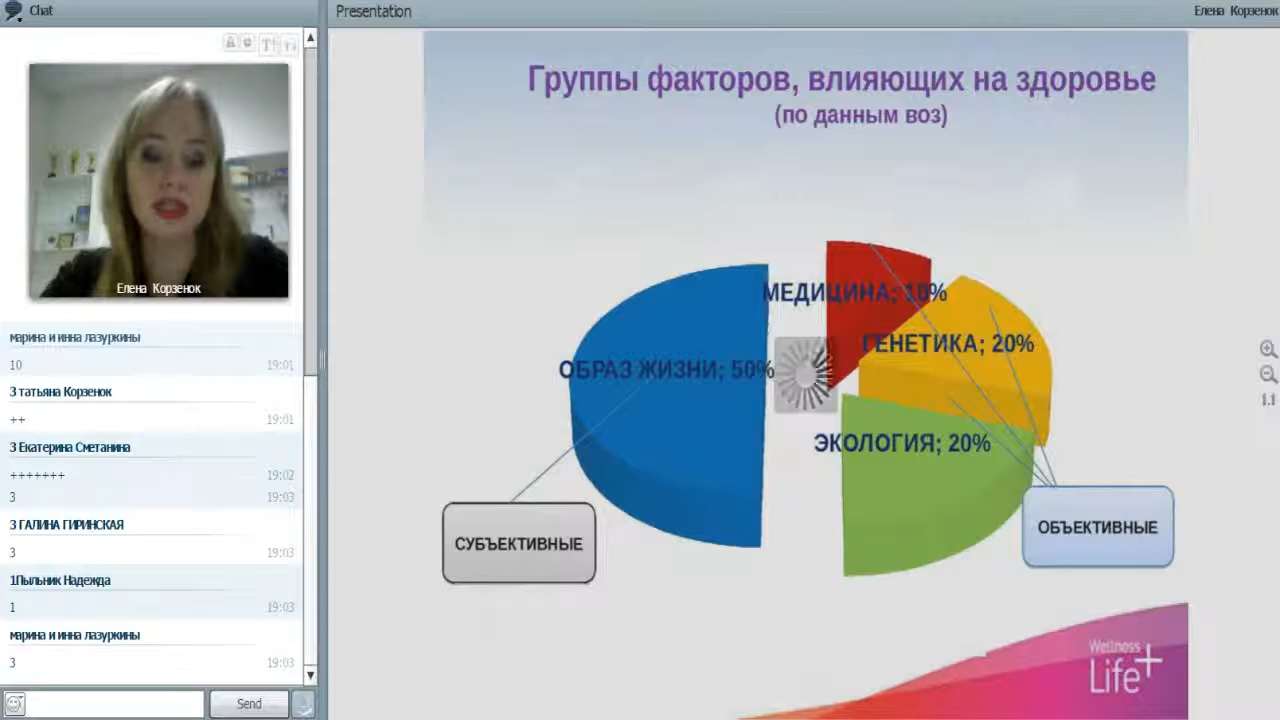 Chat
Елена Корзенок
марина и инна лазуркины
10 19:01
3 татьяна Корзенок
++ 19:01
3 Екатерина Сметанина
+++++++ 19:02
3 19:03
3 ГАЛИНА ГИРИНСКАЯ
3 19:03
1Пыльник Надежда
1 19:03
марина и инна лазуркины
3 19:03
Send
Presentation
Елена Корзенок
Группы факторов, влияющих на здоровье
(по данным воз)
МЕДИЦИНА; 10%
ГЕНЕТИКА; 20%
ОБРАЗ ЖИЗНИ; 50%
ЭКОЛОГИЯ; 20%
ОБЪЕКТИВНЫЕ
СУБЪЕКТИВНЫЕ
Wellness
Life+
1:1